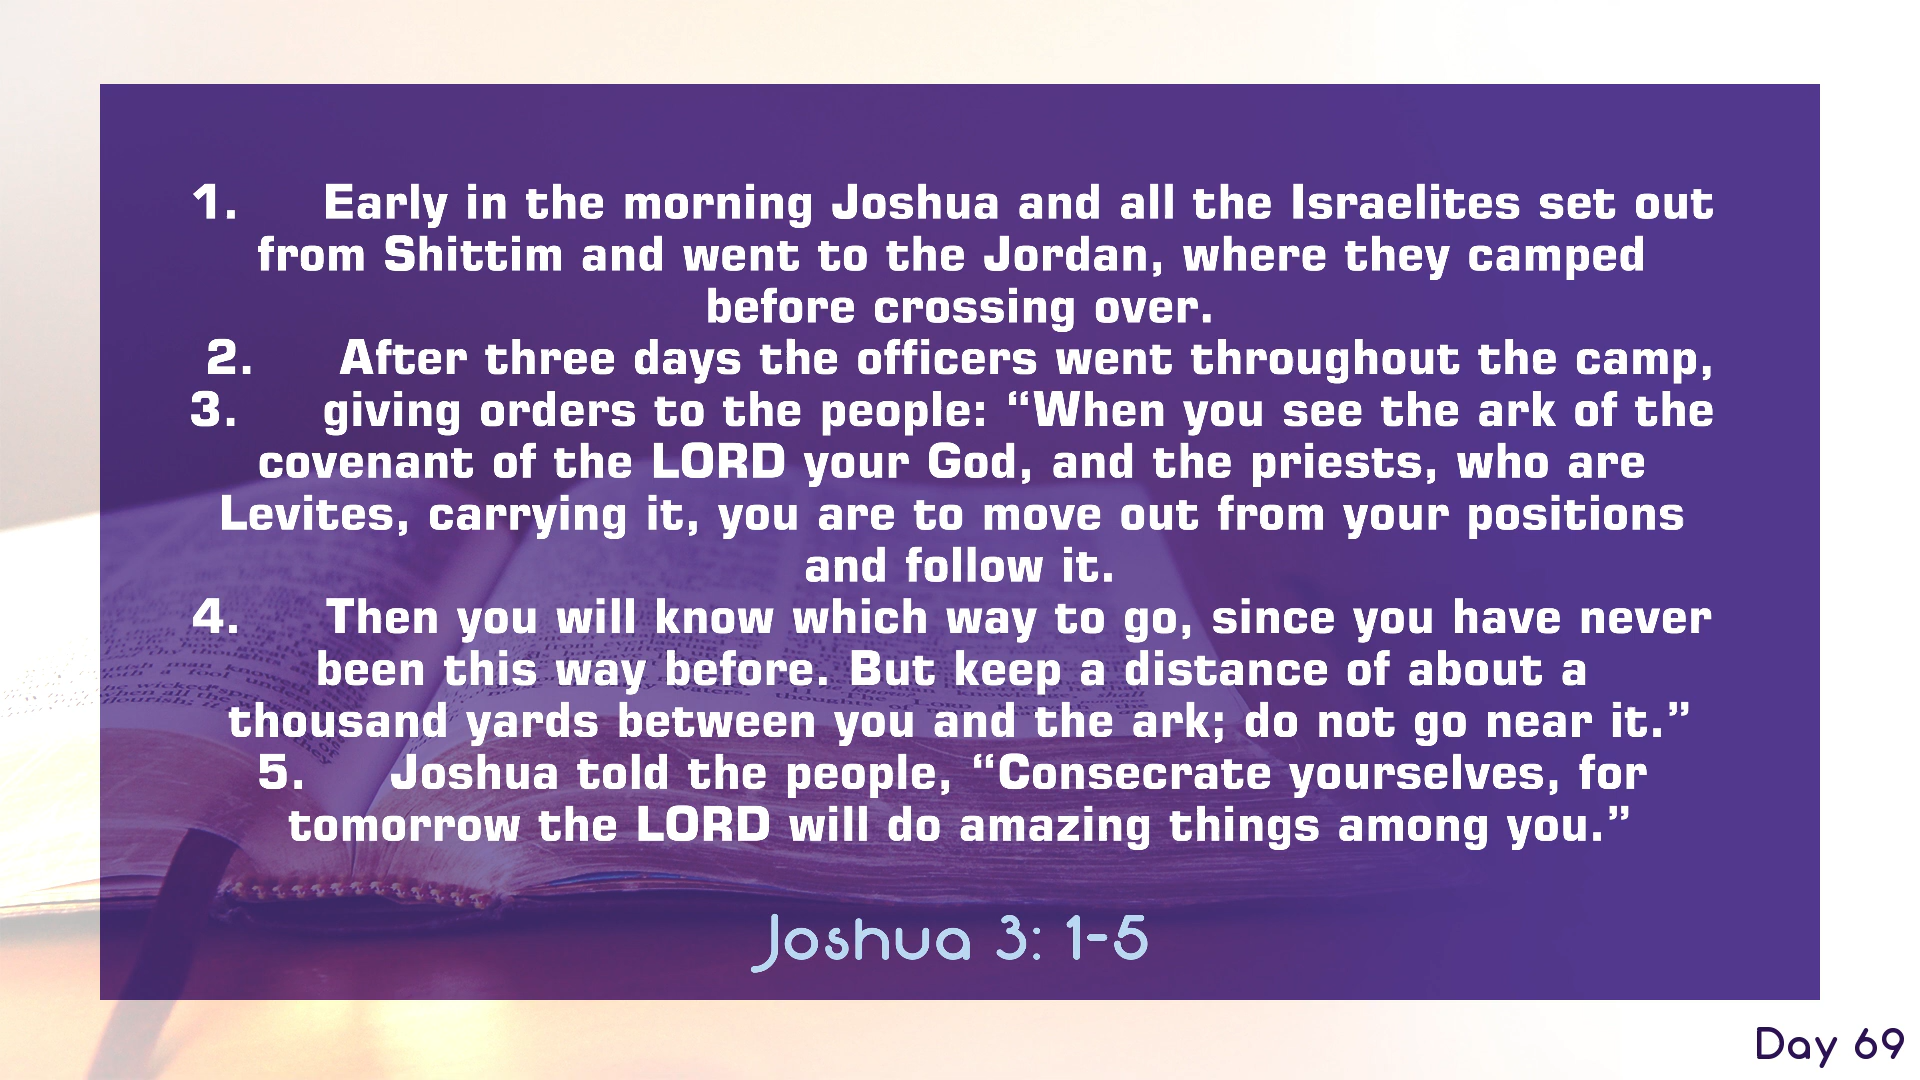 1. Early in the morning Joshua and all the Israelites set out
from Shittim and went to the Jordan, where they camped
before crossing over.
2. After three days the officers went throughout the camp,
3. giving orders to the people: “When you see the ark of the
covenant of the LORD your God, and the priests, who are
Levites, carrying it, you are to move out from your positions
and follow it.
4. Then you will know which way to go, since you have never
been this way before. But keep a distance of about a
thousand yards between you and the ark; do not go near it.”
5. Joshua told the people, “Consecrate yourselves, for
tomorrow the LORD will do amazing things among you.”
Joshua 3: 1-5
Day 69